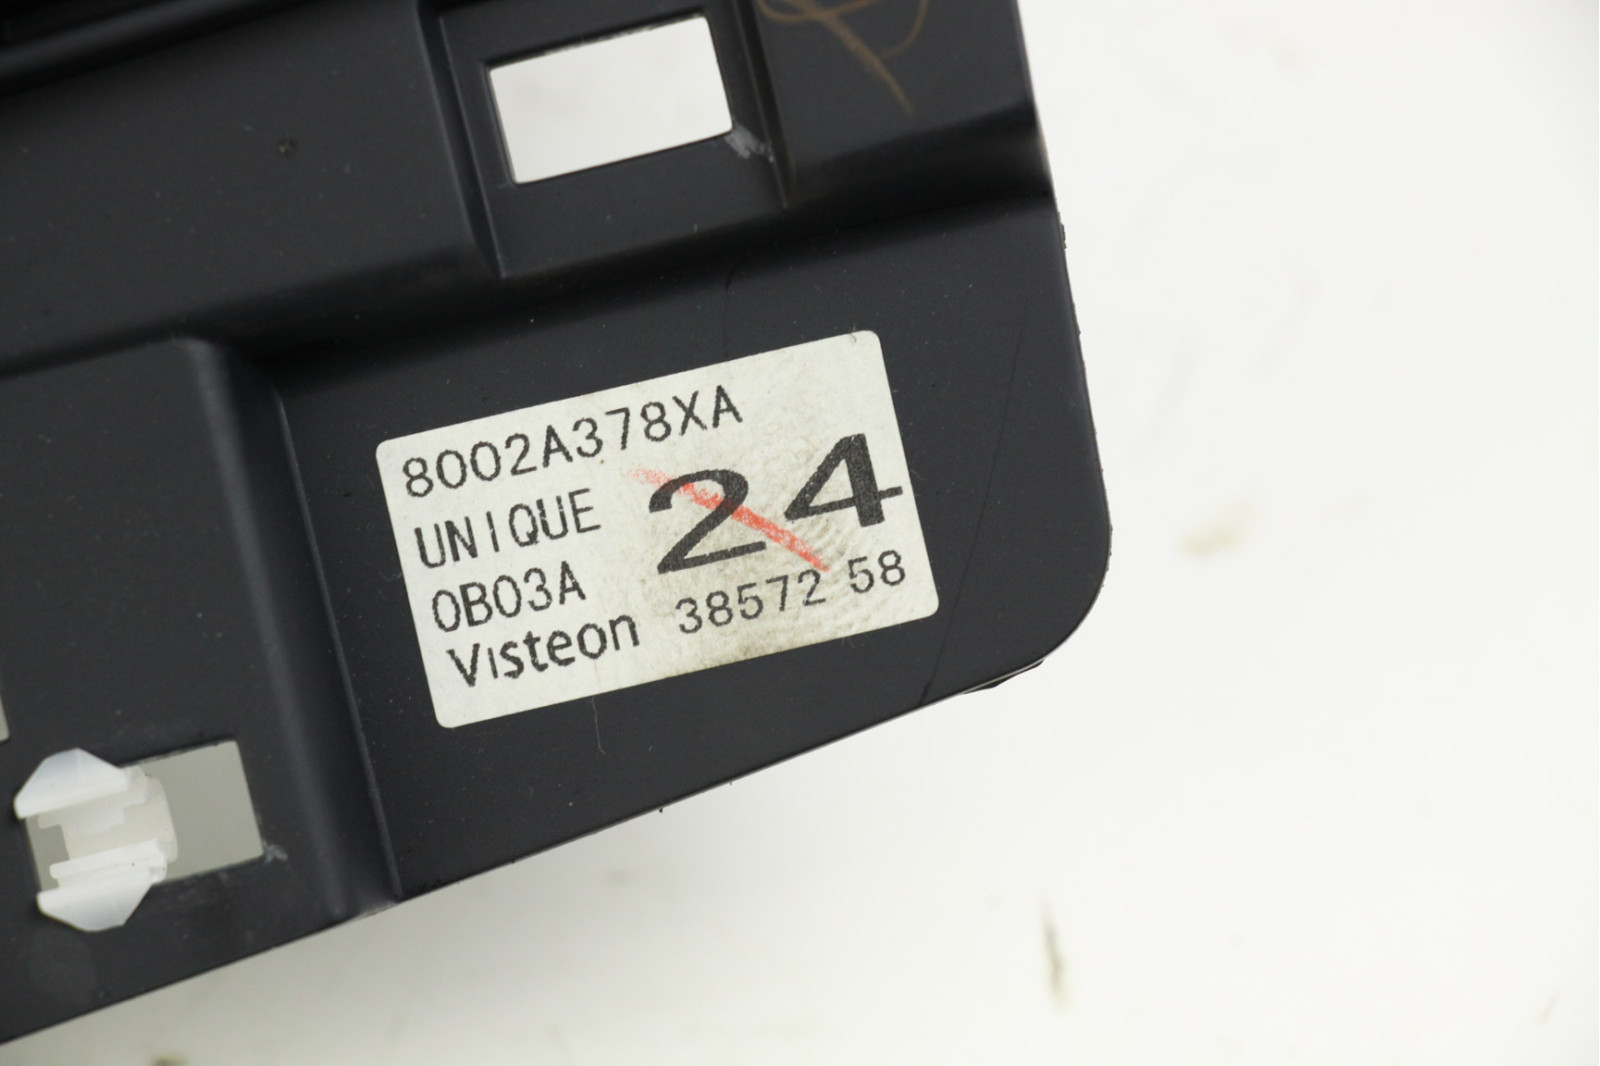 8002A378XA
UNIQUE 24
0B03A
Visteon 38572 58